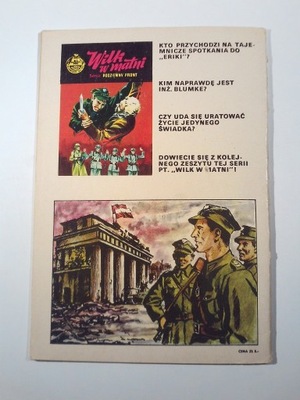 Wilk
w matni
PODZIEMNY FRONT
KTO PRZYCHODZI NA TAJE-
MNICZE SPOTKANIA DO
„ERIKI"?
KIM NAPRAWDĘ JEST
INŻ. BLUMKE?
CZY UDA SIĘ URATOWAĆ
ŻYCIE JEDYNEGO
ŚWIADKA?
DOWIECIE SIĘ Z KOLEJ-
NEGO ZESZYTU TEJ SERII
PT. „WILK W MATNI"!